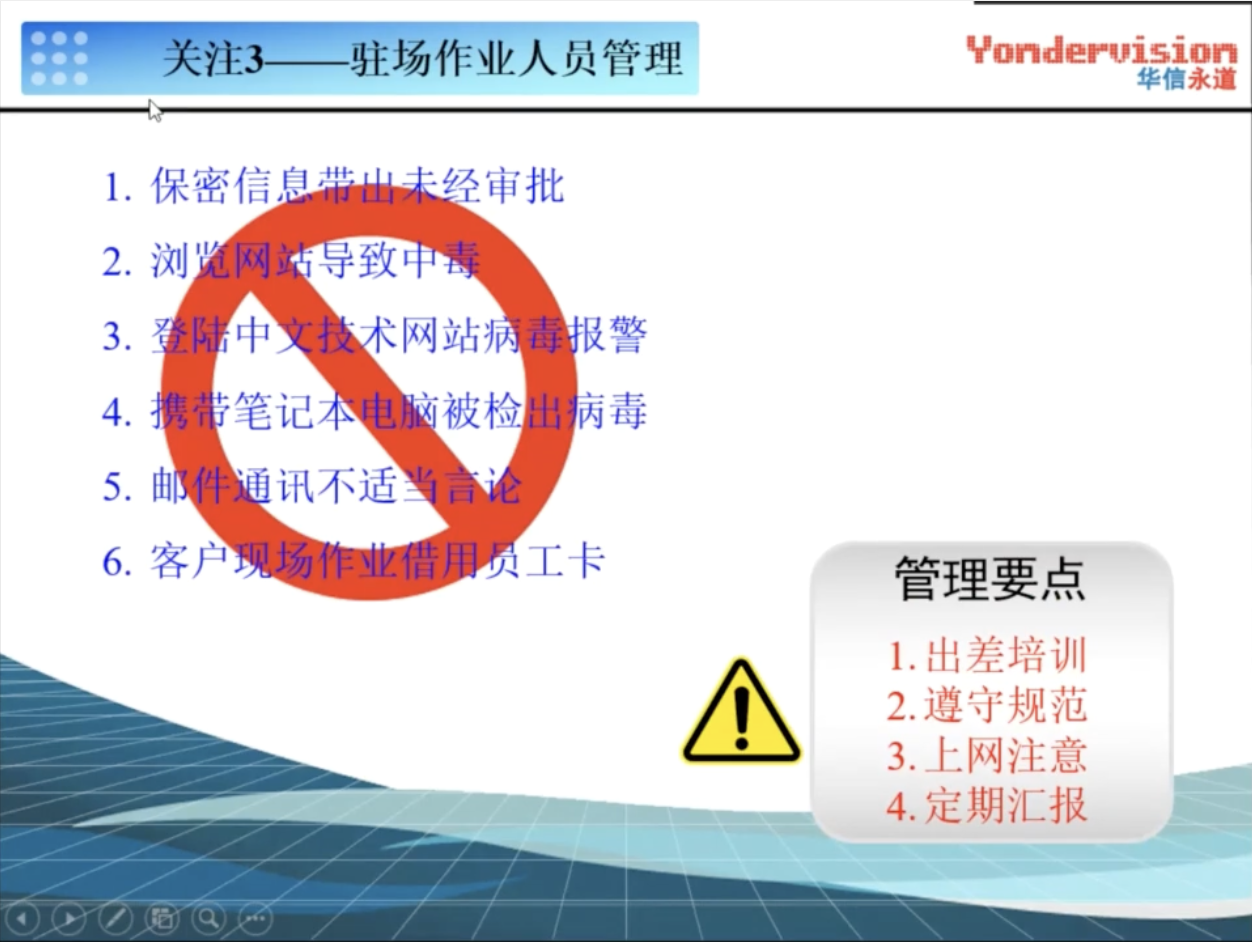 关注3——驻场作业人员管理
Yondervision
华信永道
1. 保密信息带出未经审批
2. 浏览网站导致中毒
3. 登陆中文技术网站病毒报警
4. 携带笔记本电脑被检出病毒
5. 邮件通讯不适当言论
6. 客户现场作业借用员工卡
管理要点
1.出差培训
2.遵守规范
3.上网注意
4.定期汇报